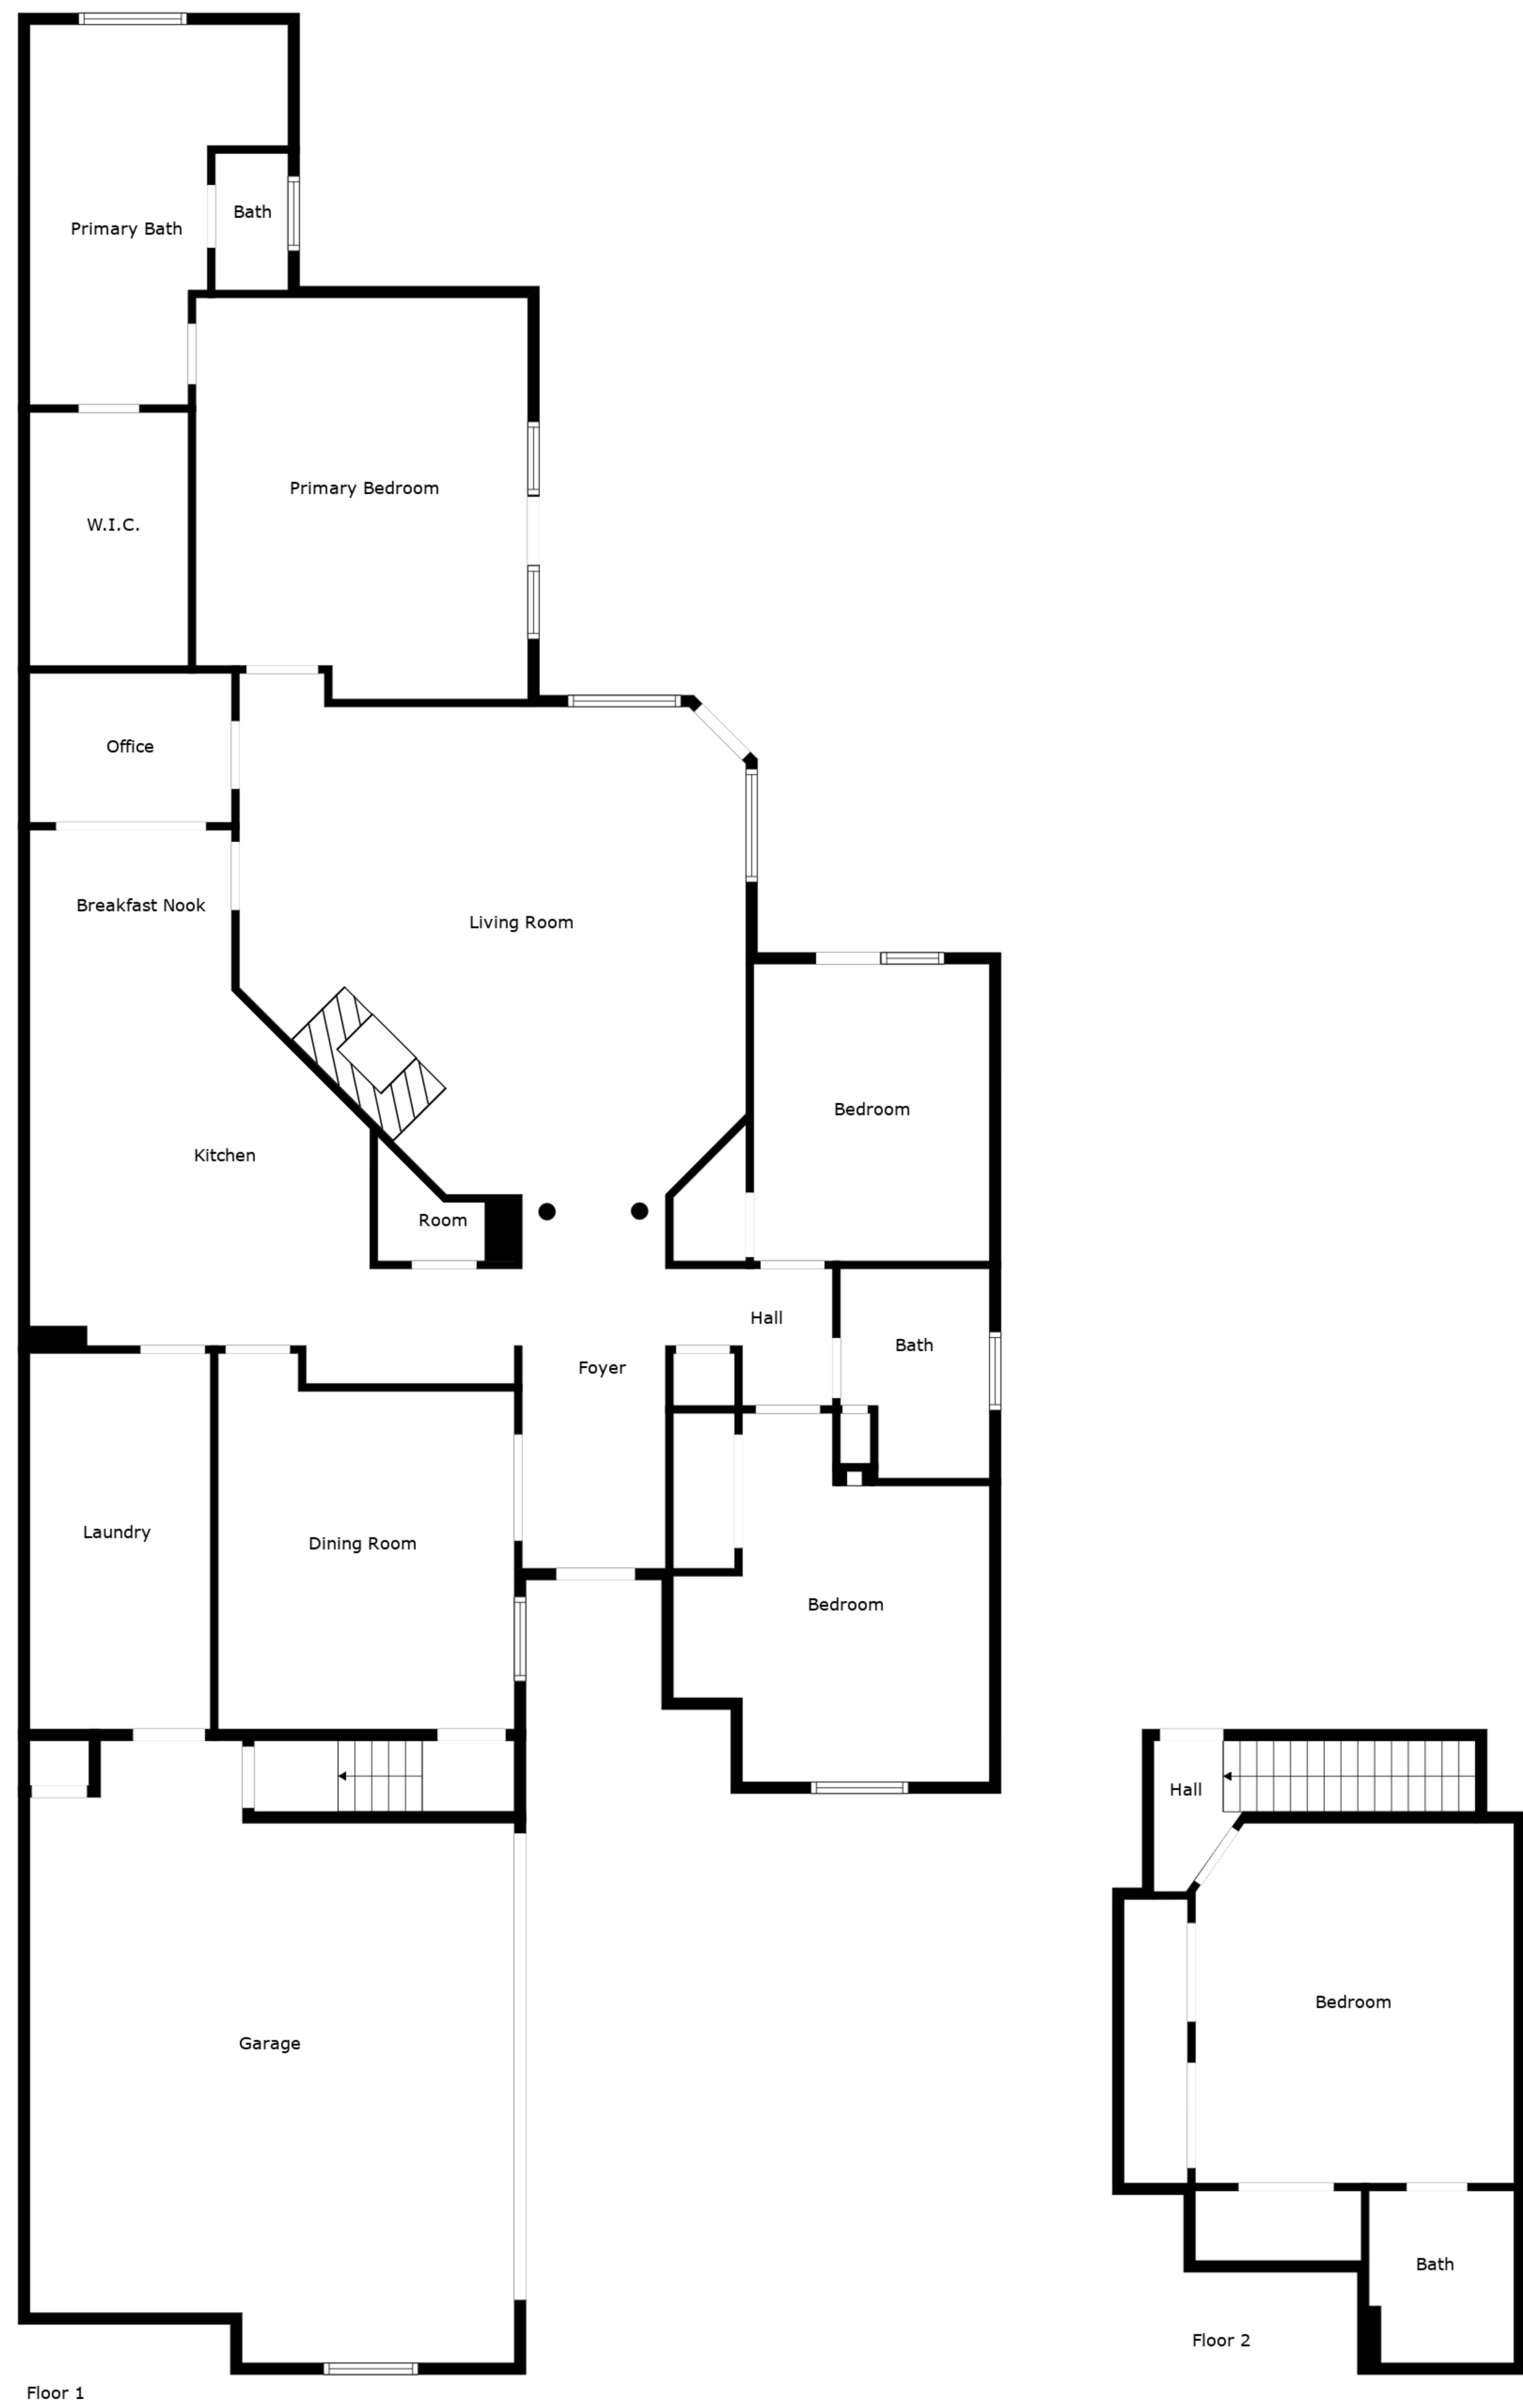 Bath
Primary Bath
Primary Bedroom
W.I.C.
Office
Breakfast Nook
Living Room
Bedroom
Kitchen
Room
Hall
Bath
Foyer
Laundry
Dining Room
Bedroom
Garage
Floor 1
Hall
Bedroom
Bath
Floor 2